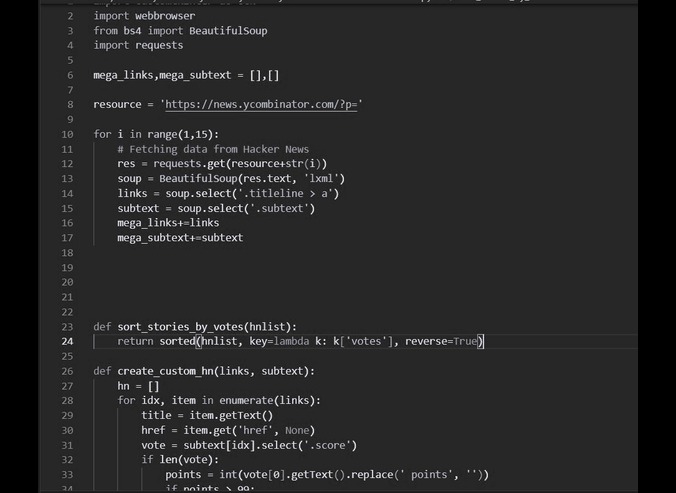 2 import webbrowser
3 from bs4 import BeautifulSoup
4 import requests
5
6 mega_links,mega_subtext = [],[]
7
8 resource = 'https://news.ycombinator.com/?p='
9
10 for i in range(1,15):
11     # Fetching data from Hacker News
12     res = requests.get(resource+str(i))
13     soup = BeautifulSoup(res.text, 'lxml')
14     links = soup.select('.titleline > a')
15     subtext = soup.select('.subtext')
16     mega_links+=links
17     mega_subtext+=subtext
18
19
20
21
22
23 def sort_stories_by_votes(hnlist):
24     return sorted(hnlist, key=lambda k: k['votes'], reverse=True)
25
26 def create_custom_hn(links, subtext):
27     hn = []
28     for idx, item in enumerate(links):
29         title = item.getText()
30         href = item.get('href', None)
31         vote = subtext[idx].select('.score')
32         if len(vote):
33             points = int(vote[0].getText().replace(' points', ''))
34             if points > 99: